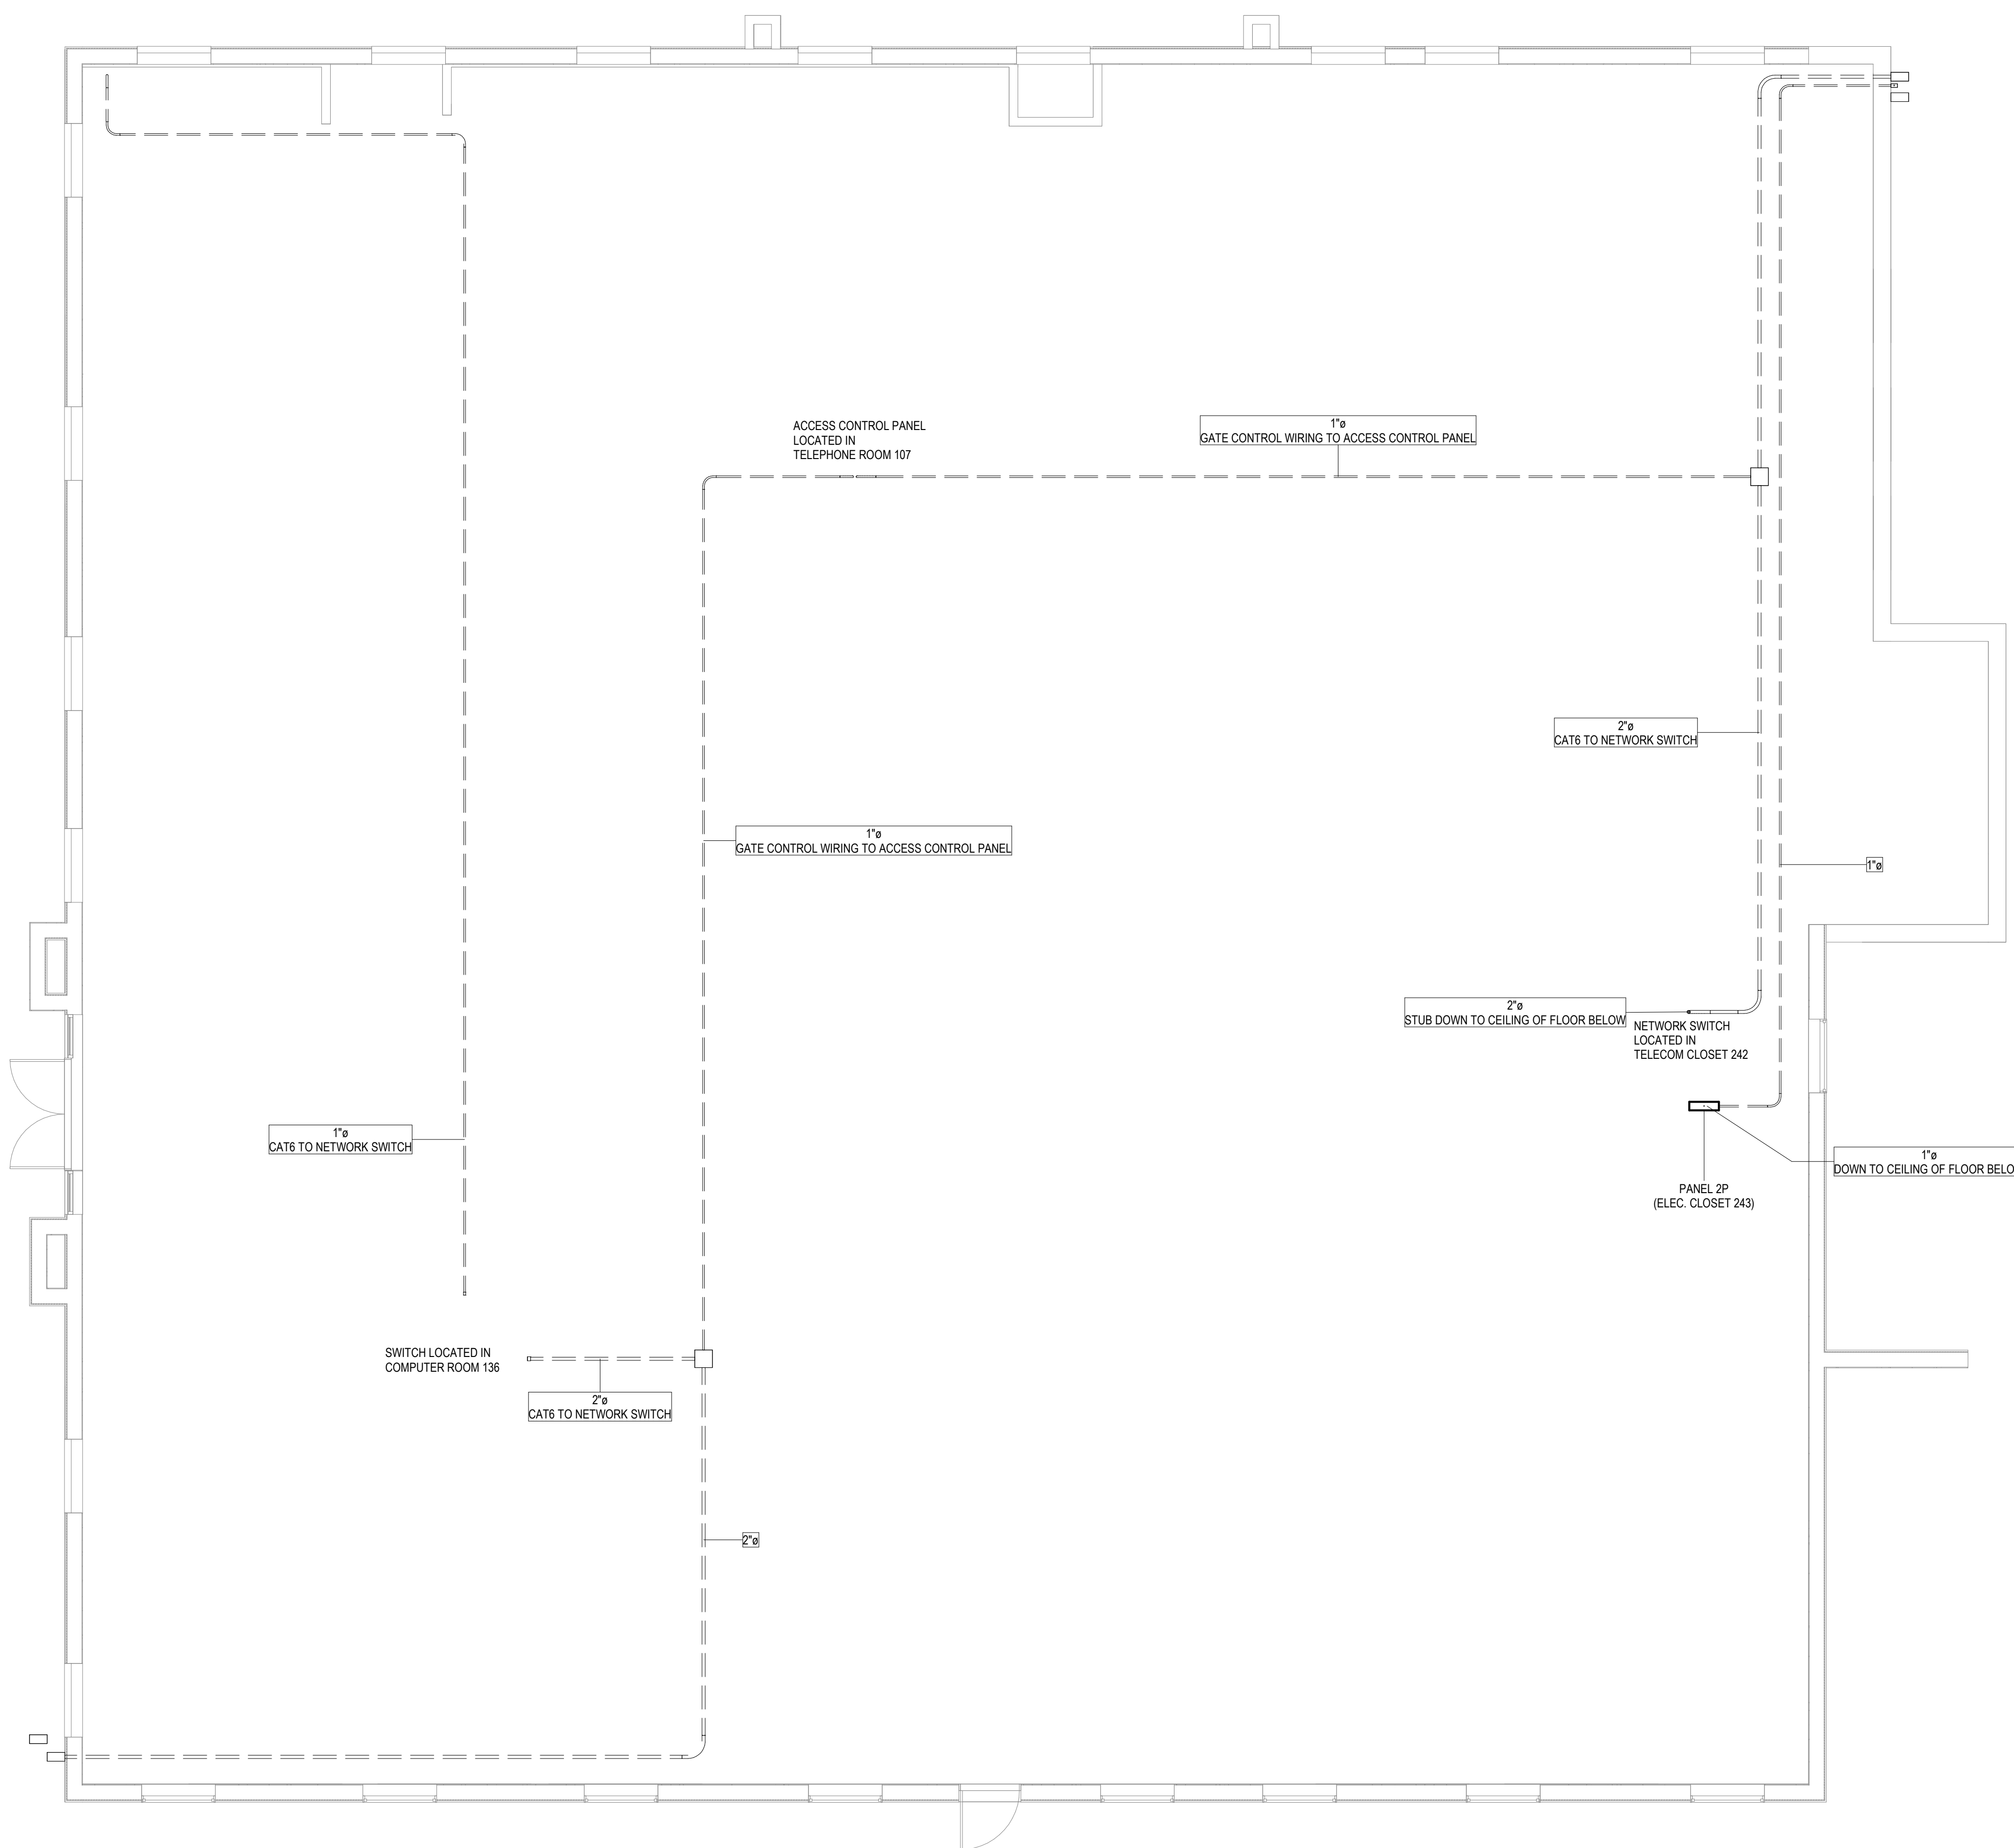 ACCESS CONTROL PANEL
LOCATED IN
TELEPHONE ROOM 107
1"ø
GATE CONTROL WIRING TO ACCESS CONTROL PANEL
2"ø
CAT6 TO NETWORK SWITCH
1"ø
GATE CONTROL WIRING TO ACCESS CONTROL PANEL
1"ø
2"ø
STUB DOWN TO CEILING OF FLOOR BELOW
NETWORK SWITCH
LOCATED IN
TELECOM CLOSET 242
1"ø
CAT6 TO NETWORK SWITCH
1"ø
DOWN TO CEILING OF FLOOR BELO
PANEL 2P
(ELEC. CLOSET 243)
SWITCH LOCATED IN
COMPUTER ROOM 136
2"ø
CAT6 TO NETWORK SWITCH
2"ø